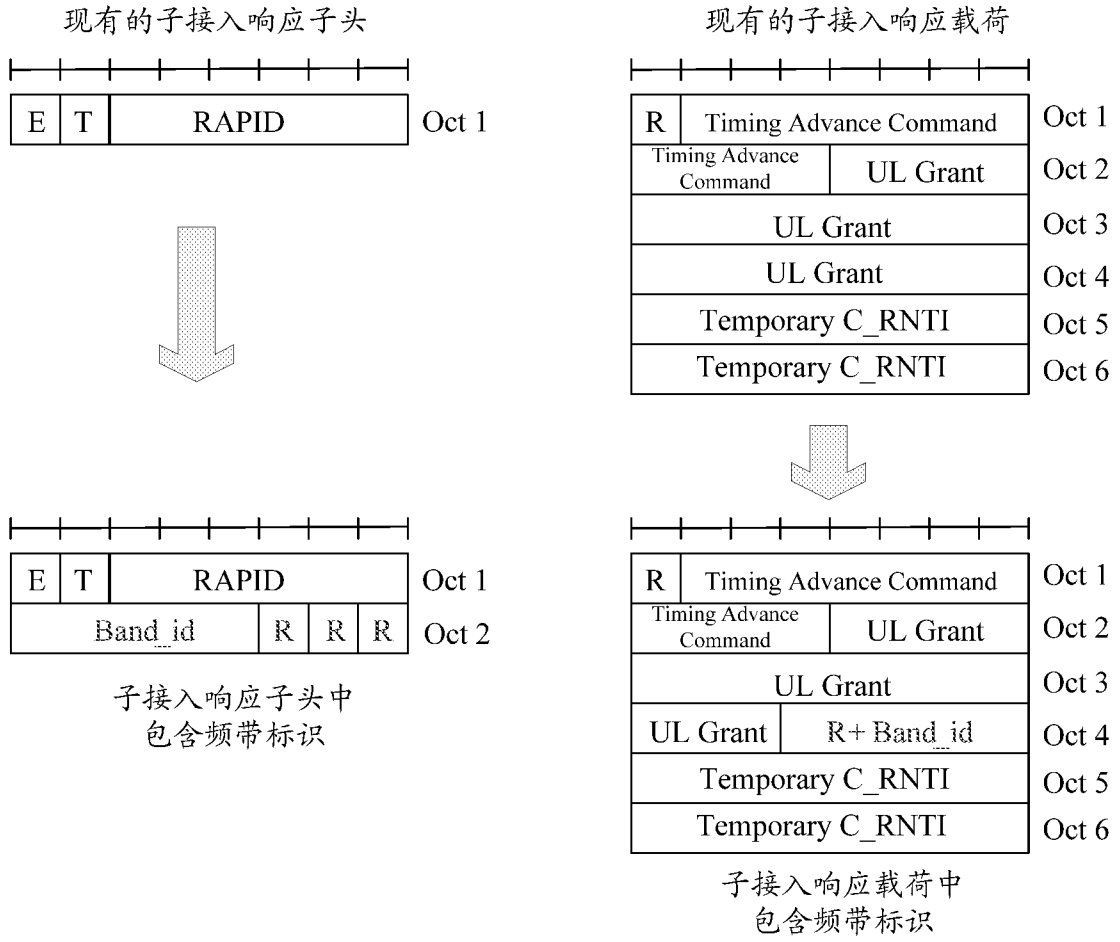 现有的子接入响应子头
E T RAPID Oct 1
现有的子接入响应载荷
R Timing Advance Command Oct 1
Timing Advance
Command UL Grant Oct 2
UL Grant Oct 3
UL Grant Oct 4
Temporary C_RNTI Oct 5
Temporary C_RNTI Oct 6
E T RAPID Oct 1
Band_id R R R Oct 2
子接入响应子头中
包含频带标识
R Timing Advance Command Oct 1
Timing Advance
Command UL Grant Oct 2
UL Grant Oct 3
UL Grant R+ Band_id Oct 4
Temporary C_RNTI Oct 5
Temporary C_RNTI Oct 6
子接入响应载荷中
包含频带标识